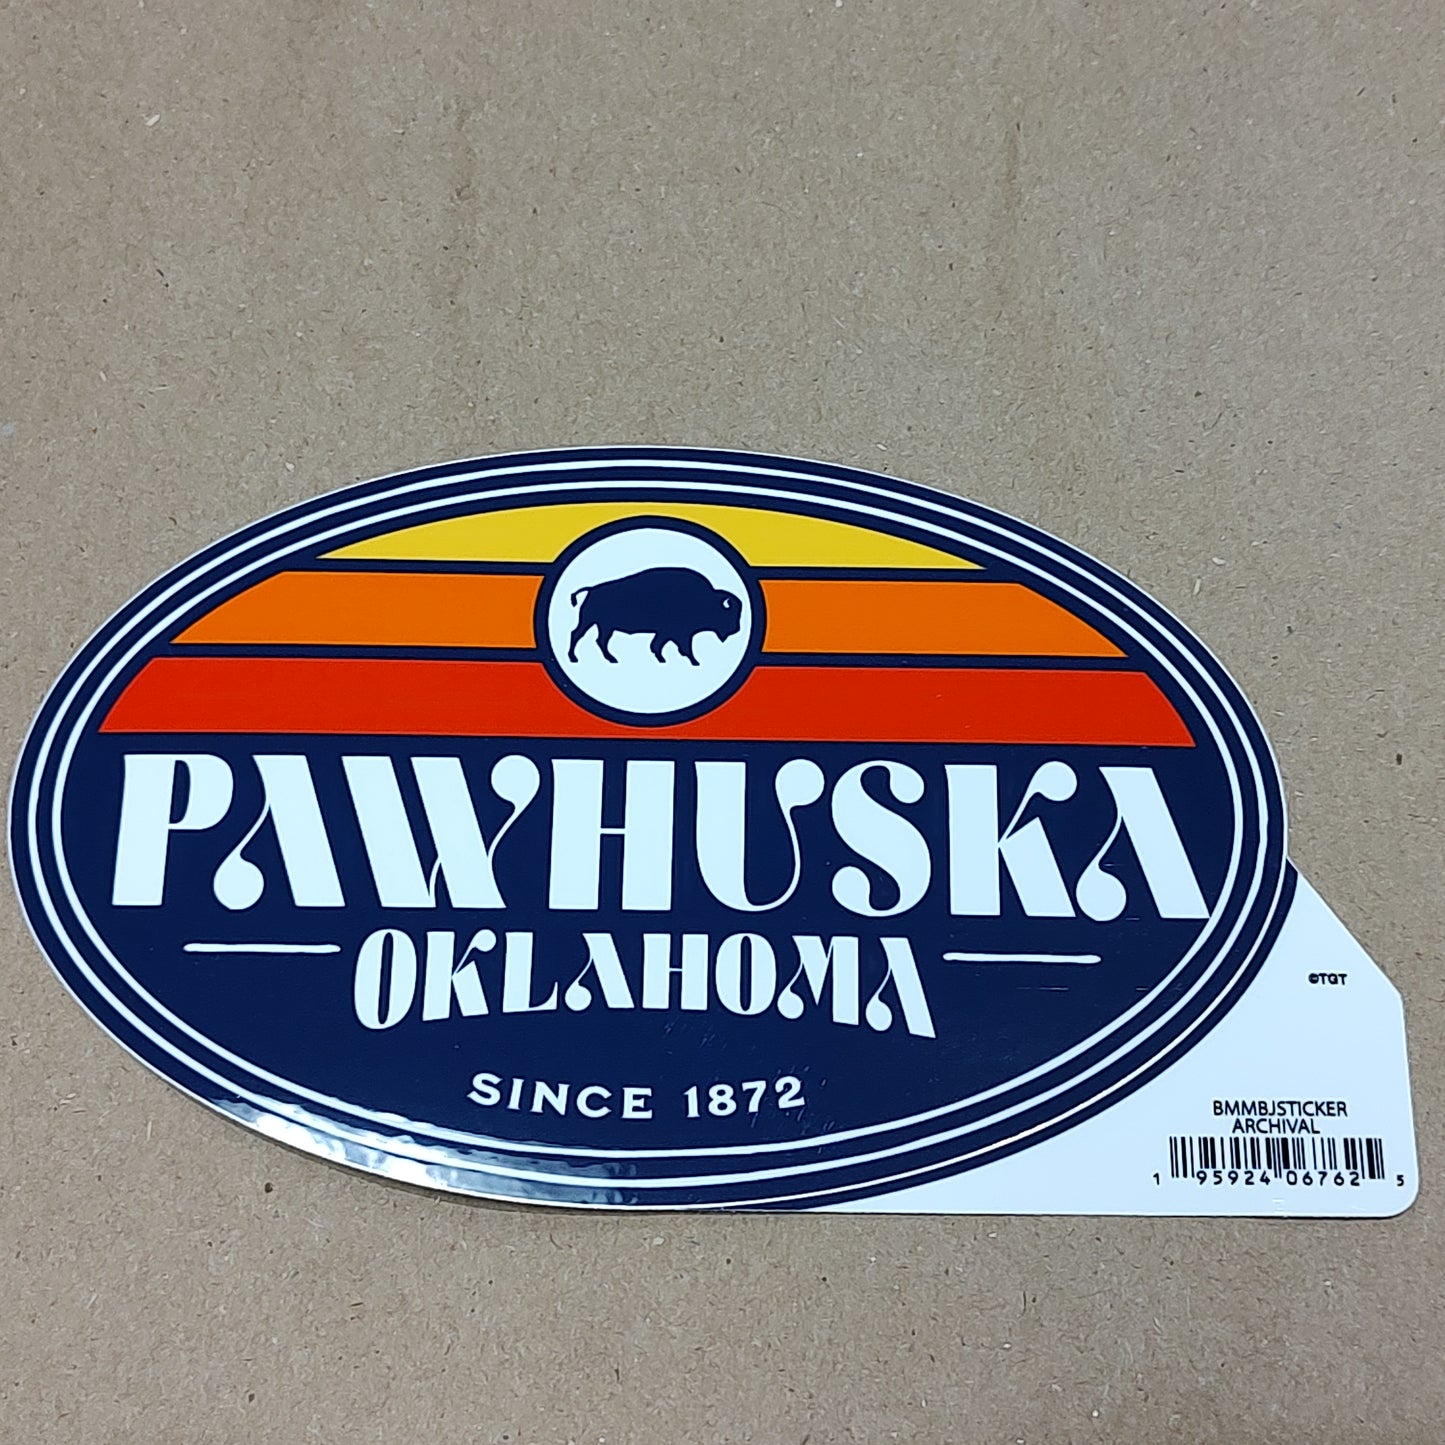 PAWHUSKA
OKLAHOMA
SINCE 1872
©TGT
BMMBJSTICKER
ARCHIVAL
1 95924 06762 5